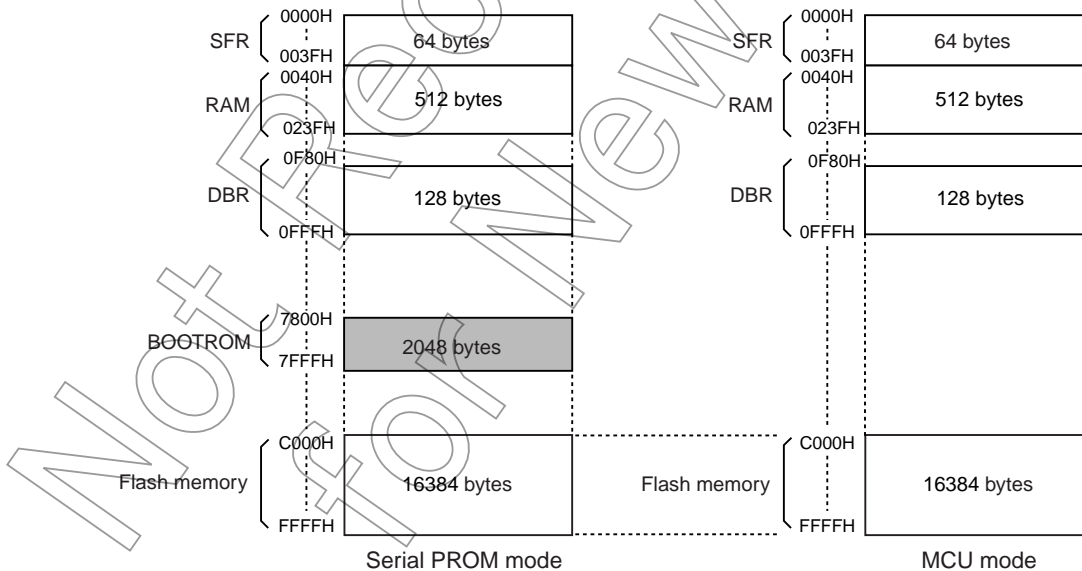 0000H
SFR
64 bytes
003FH
0040H
RAM
512 bytes
023FH
0F80H
DBR
128 bytes
0FFFH
7800H
BOOTROM
2048 bytes
7FFFH
C000H
Flash memory
16384 bytes
FFFFH
Serial PROM mode
0000H
SFR
64 bytes
003FH
0040H
RAM
512 bytes
023FH
0F80H
DBR
128 bytes
0FFFH
C000H
Flash memory
16384 bytes
FFFFH
MCU mode
Not Reco
for New